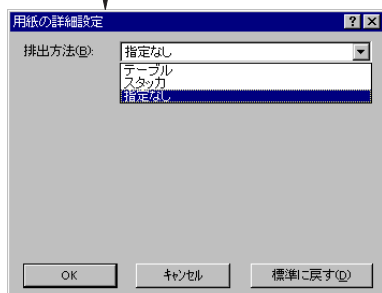 用紙の詳細設定
排出方法(B):
指定なし
テーブル
スタッカ
指定なし
OK
キャンセル
標準に戻す(D)